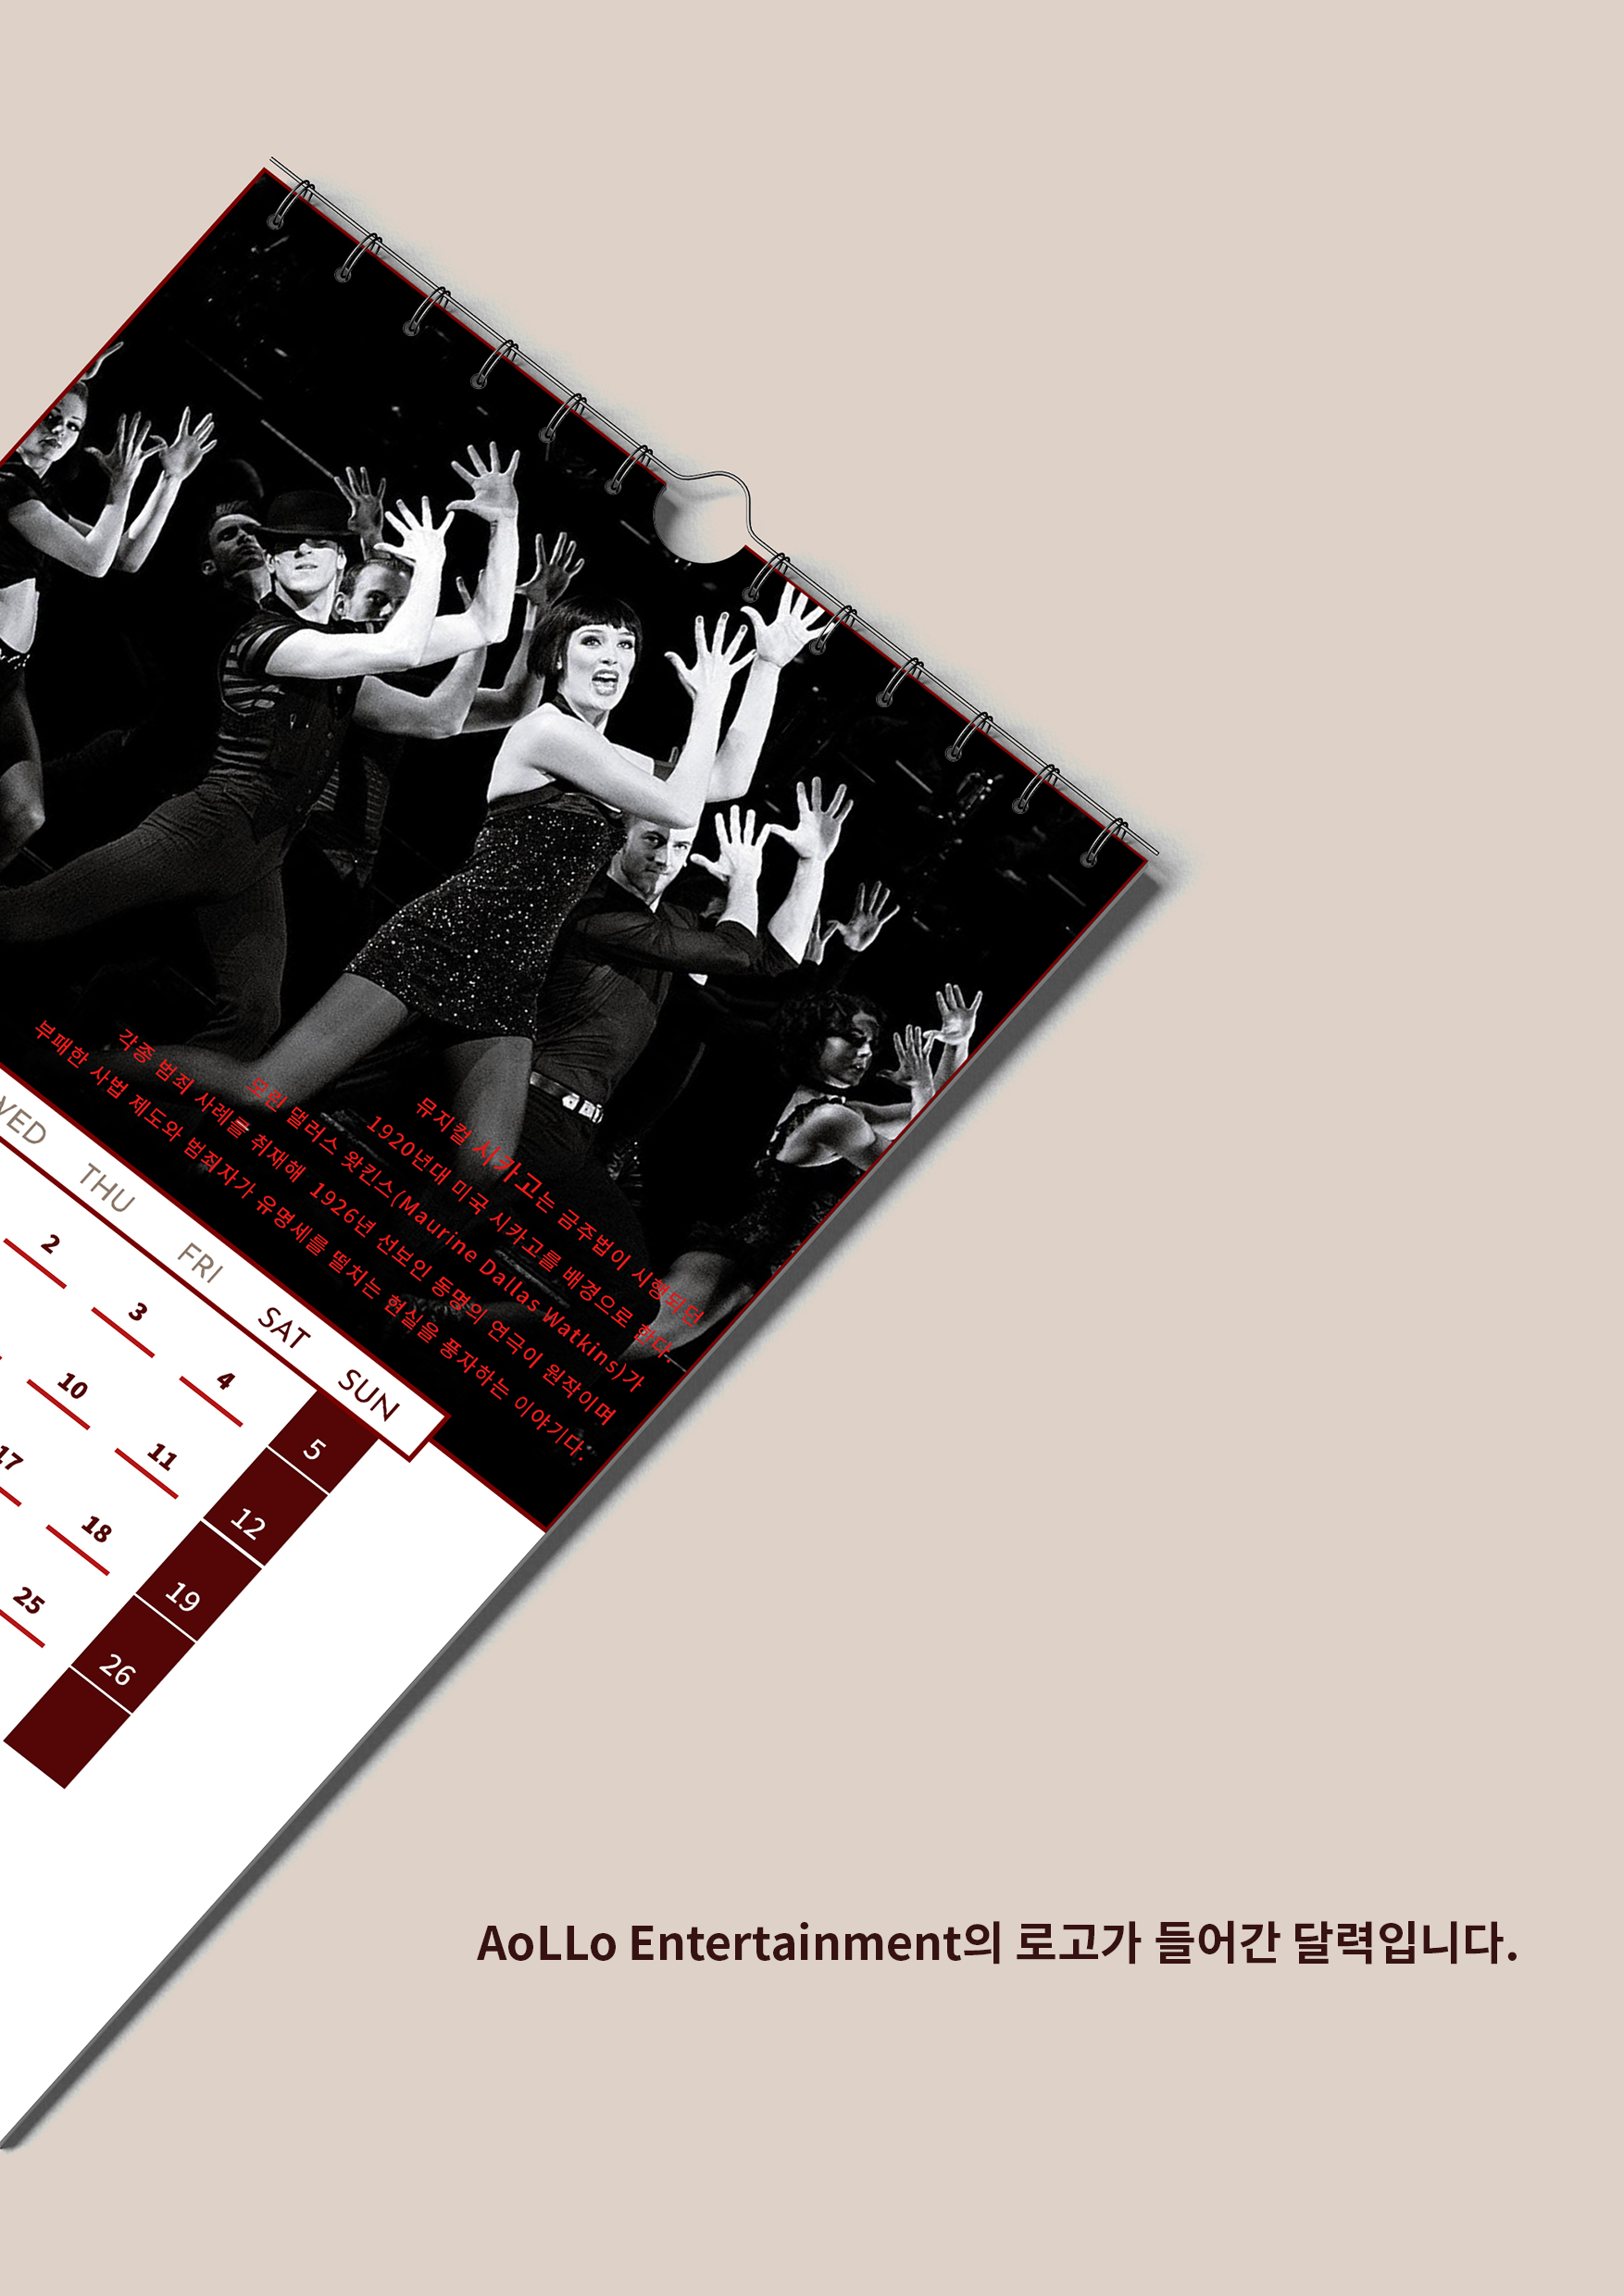 뮤지컬 시카고는 금주법이 시행되던
1920년대 미국 시카고를 배경으로 한다.
모린 댈러스 왓킨스(Maurine Dallas Watkins)가
각종 범죄 사례를 취재해 1926년 선보인 동명의 연극이 원작이며
부패한 사법 제도와 범죄자가 유명세를 떨치는 현실을 풍자하는 이야기다.
WED THU FRI SAT SUN
2 3 4 5
10 11 12
17 18 19
25 26
AoLLo Entertainment의 로고가 들어간 달력입니다.